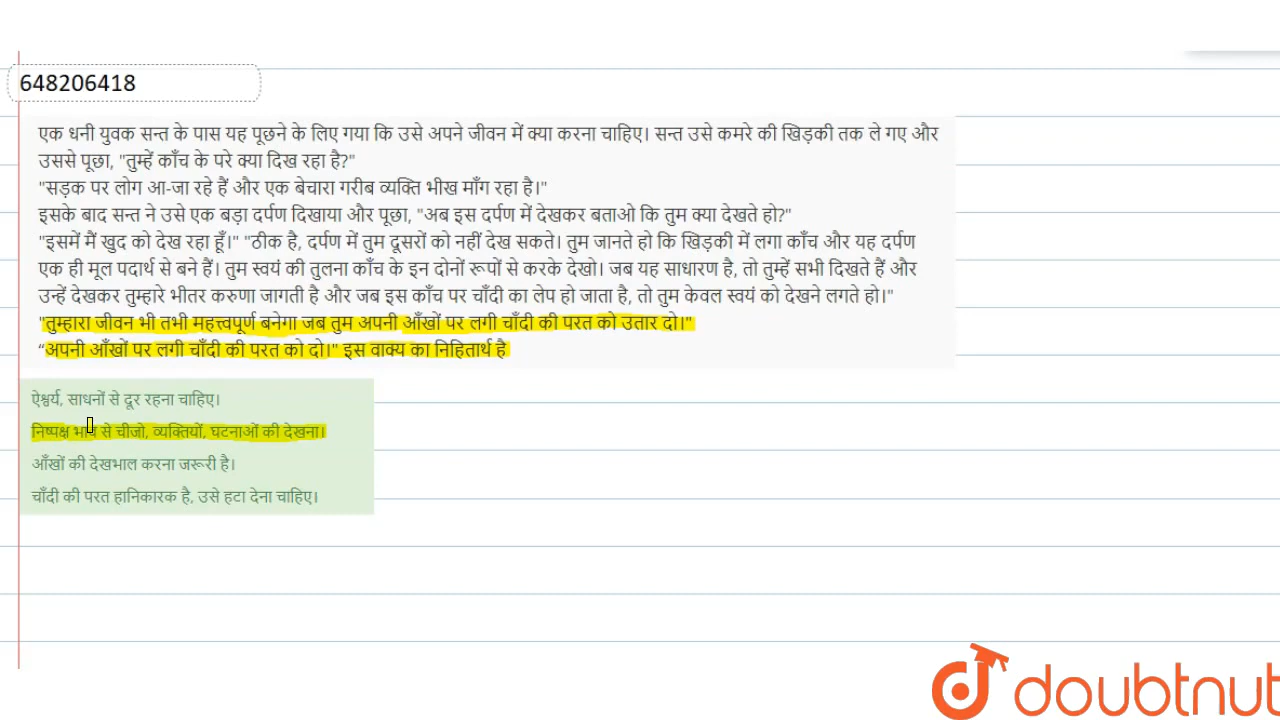 648206418
एक धनी युवक सन्त के पास यह पूछने के लिए गया कि उसे अपने जीवन में क्या करना चाहिए। सन्त उसे कमरे की खिड़की तक ले गए और
उससे पूछा, "तुम्हें काँच के परे क्या दिख रहा है?"
"सड़क पर लोग आ-जा रहे हैं और एक बेचारा गरीब व्यक्ति भीख माँग रहा है।"
इसके बाद सन्त ने उसे एक बड़ा दर्पण दिखाया और पूछा, "अब इस दर्पण में देखकर बताओ कि तुम क्या देखते हो?"
"इसमें मैं खुद को देख रहा हूँ।" "ठीक है, दर्पण में तुम दूसरों को नहीं देख सकते। तुम जानते हो कि खिड़की में लगा काँच और यह दर्पण
एक ही मूल पदार्थ से बने हैं। तुम स्वयं की तुलना काँच के इन दोनों रूपों से करके देखो। जब यह साधारण है, तो तुम्हें सभी दिखते हैं और
उन्हें देखकर तुम्हारे भीतर करुणा जागती है और जब इस काँच पर चाँदी का लेप हो जाता है, तो तुम केवल स्वयं को देखने लगते हो।"
"तुम्हारा जीवन भी तभी महत्त्वपूर्ण बनेगा जब तुम अपनी आँखों पर लगी चाँदी की परत को उतार दो।"
“अपनी आँखों पर लगी चाँदी की परत को दो।" इस वाक्य का निहितार्थ है
ऐश्वर्य, साधनों से दूर रहना चाहिए।
निष्पक्ष भाव से चीजो, व्यक्तियों, घटनाओं की देखना।
आँखों की देखभाल करना जरूरी है।
चाँदी की परत हानिकारक है, उसे हटा देना चाहिए।
doubtnut